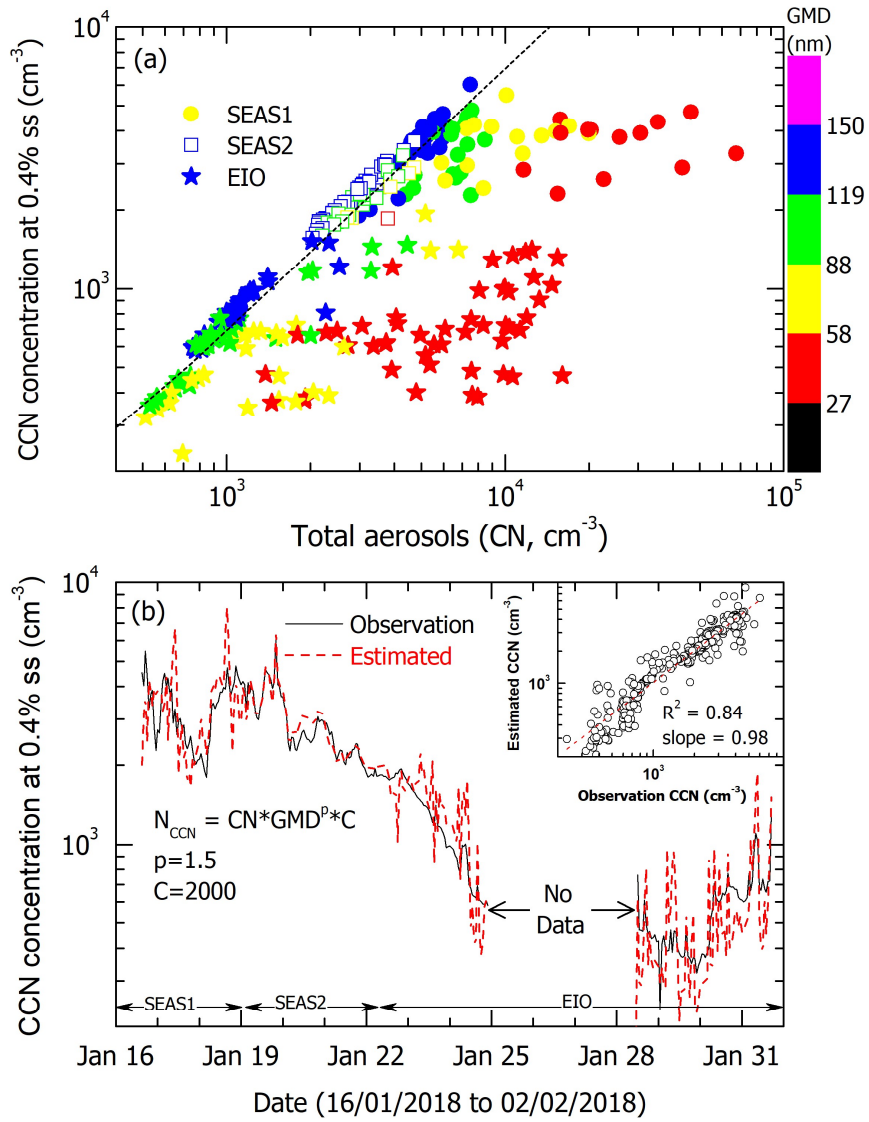 (a)
CCN concentration at 0.4% ss (cm⁻³)
10⁴
10³
SEAS1
SEAS2
EIO
GMD
(nm)
150
119
88
58
27
10³
10⁴
10⁵
Total aerosols (CN, cm⁻³)
(b)
CCN concentration at 0.4% ss (cm⁻³)
10⁴
10³
Observation
Estimated
Estimated CCN (cm⁻³)
10³
R² = 0.84
slope = 0.98
10³
Observation CCN (cm⁻³)
N_CCN = CN*GMDᵖ*C
p=1.5
C=2000
No
Data
SEAS1
SEAS2
EIO
Jan 16
Jan 19
Jan 22
Jan 25
Jan 28
Jan 31
Date (16/01/2018 to 02/02/2018)